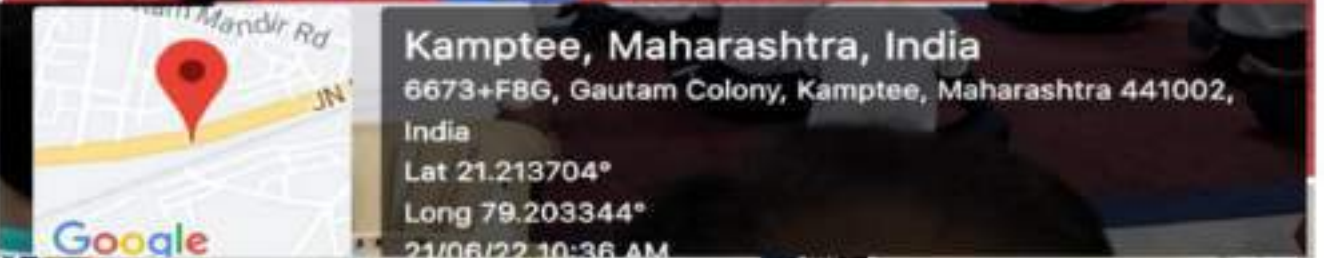 Mandir Rd
JN
Google
Kamptee, Maharashtra, India
6673+F8G, Gautam Colony, Kamptee, Maharashtra 441002,
India
Lat 21.213704°
Long 79.203344°
21/06/22 10:36 AM